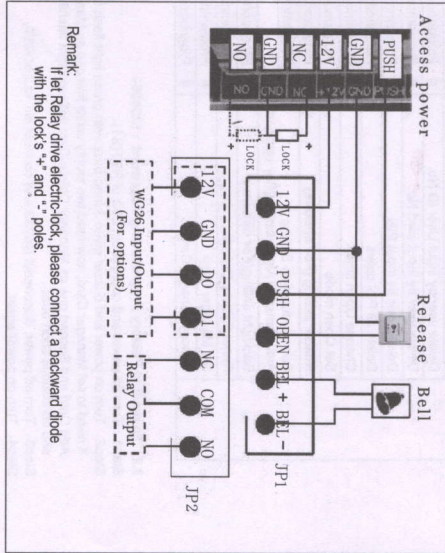 Access power
Release
Bell
PUSH PUSH
GND GND
12V +12V
NC NC
GND GND
NO NO
+ LOCK
-
LOCK +
12V GND PUSH OPEN BEL+ BEL-
JP1
12V GND D0 D1 NC COM NO
JP2
WG26 Input/Output
(For options)
Relay Output
Remark:
If let Relay drive electric-lock, please connect a backward diode
with the lock's "+" and "-" poles.